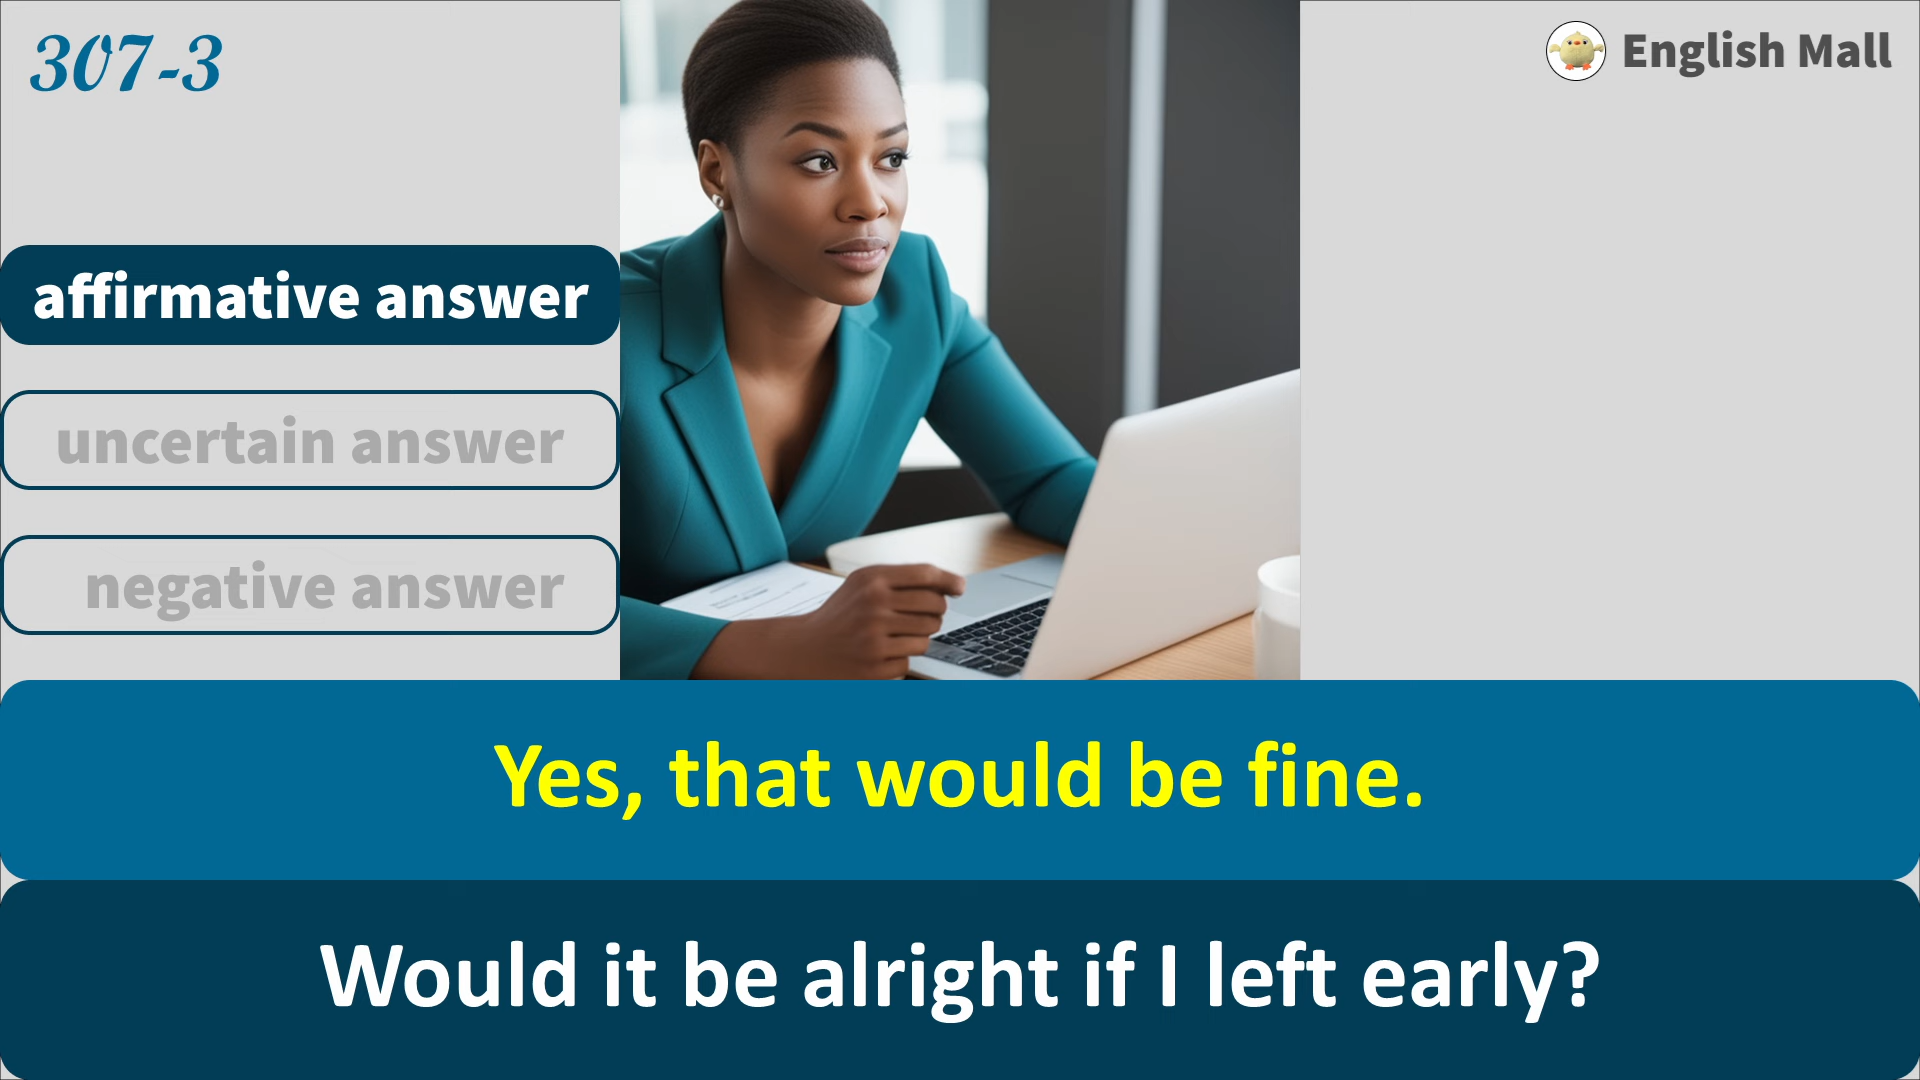 307-3
English Mall
affirmative answer
uncertain answer
negative answer
Yes, that would be fine.
Would it be alright if I left early?